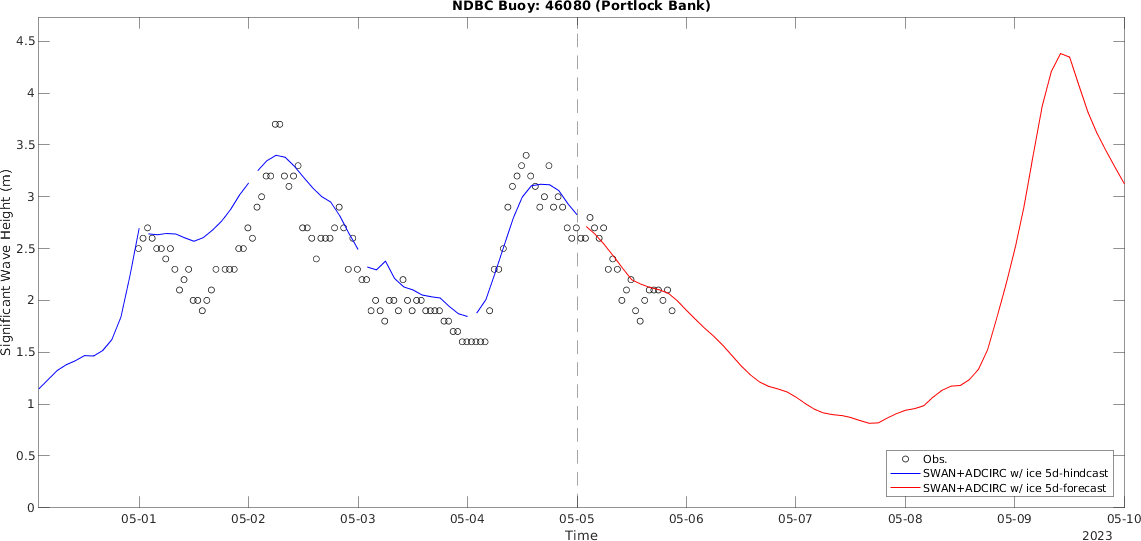 NDBC Buoy: 46080 (Portlock Bank)
4.5
4
3.5
3
2.5
2
1.5
1
0.5
0
Significant Wave Height (m)
05-01 05-02 05-03 05-04 05-05 05-06 05-07 05-08 05-09 05-10
Time
2023
Obs.
SWAN+ADCIRC w/ ice 5d-hindcast
SWAN+ADCIRC w/ ice 5d-forecast